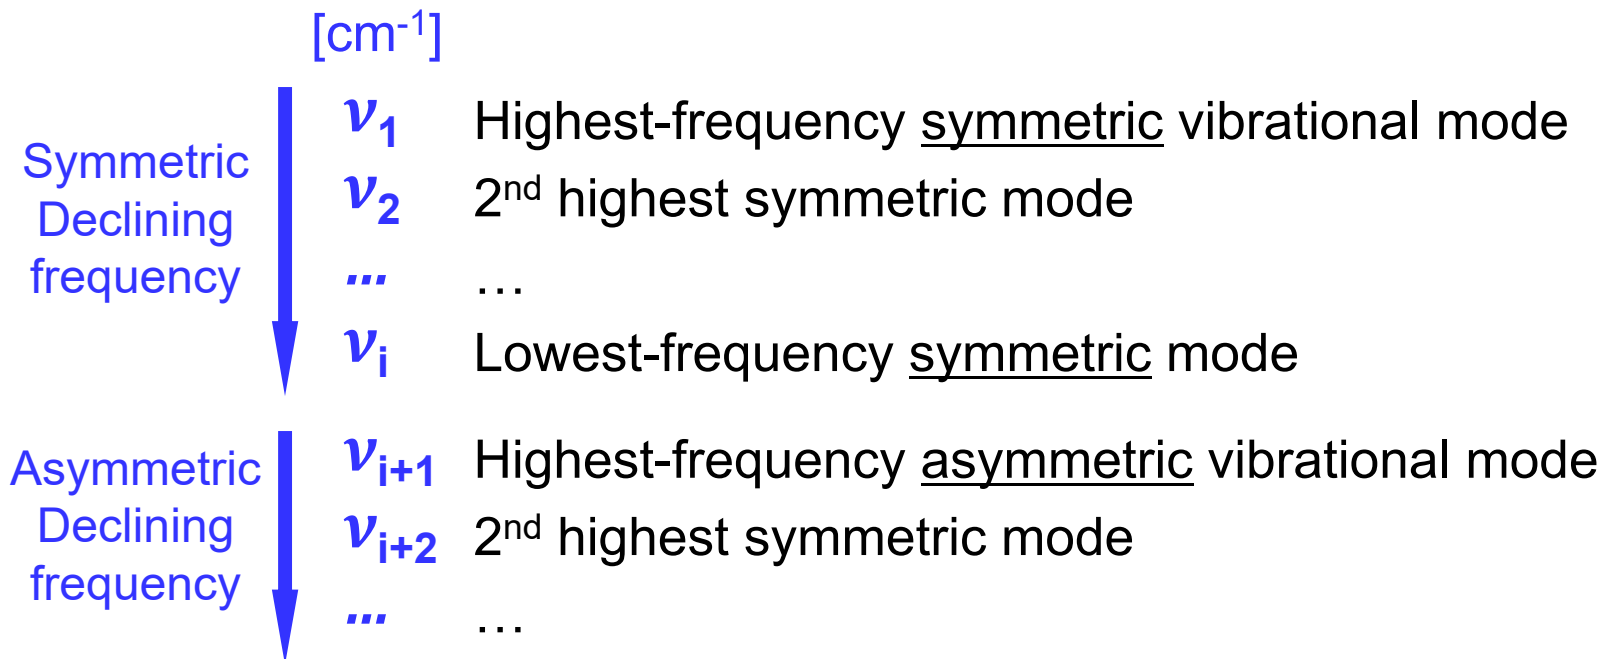 [cm-1]
Symmetric
Declining
frequency
ν1 Highest-frequency symmetric vibrational mode
ν2 2nd highest symmetric mode
... …
νi Lowest-frequency symmetric mode
Asymmetric
Declining
frequency
νi+1 Highest-frequency asymmetric vibrational mode
νi+2 2nd highest symmetric mode
... …